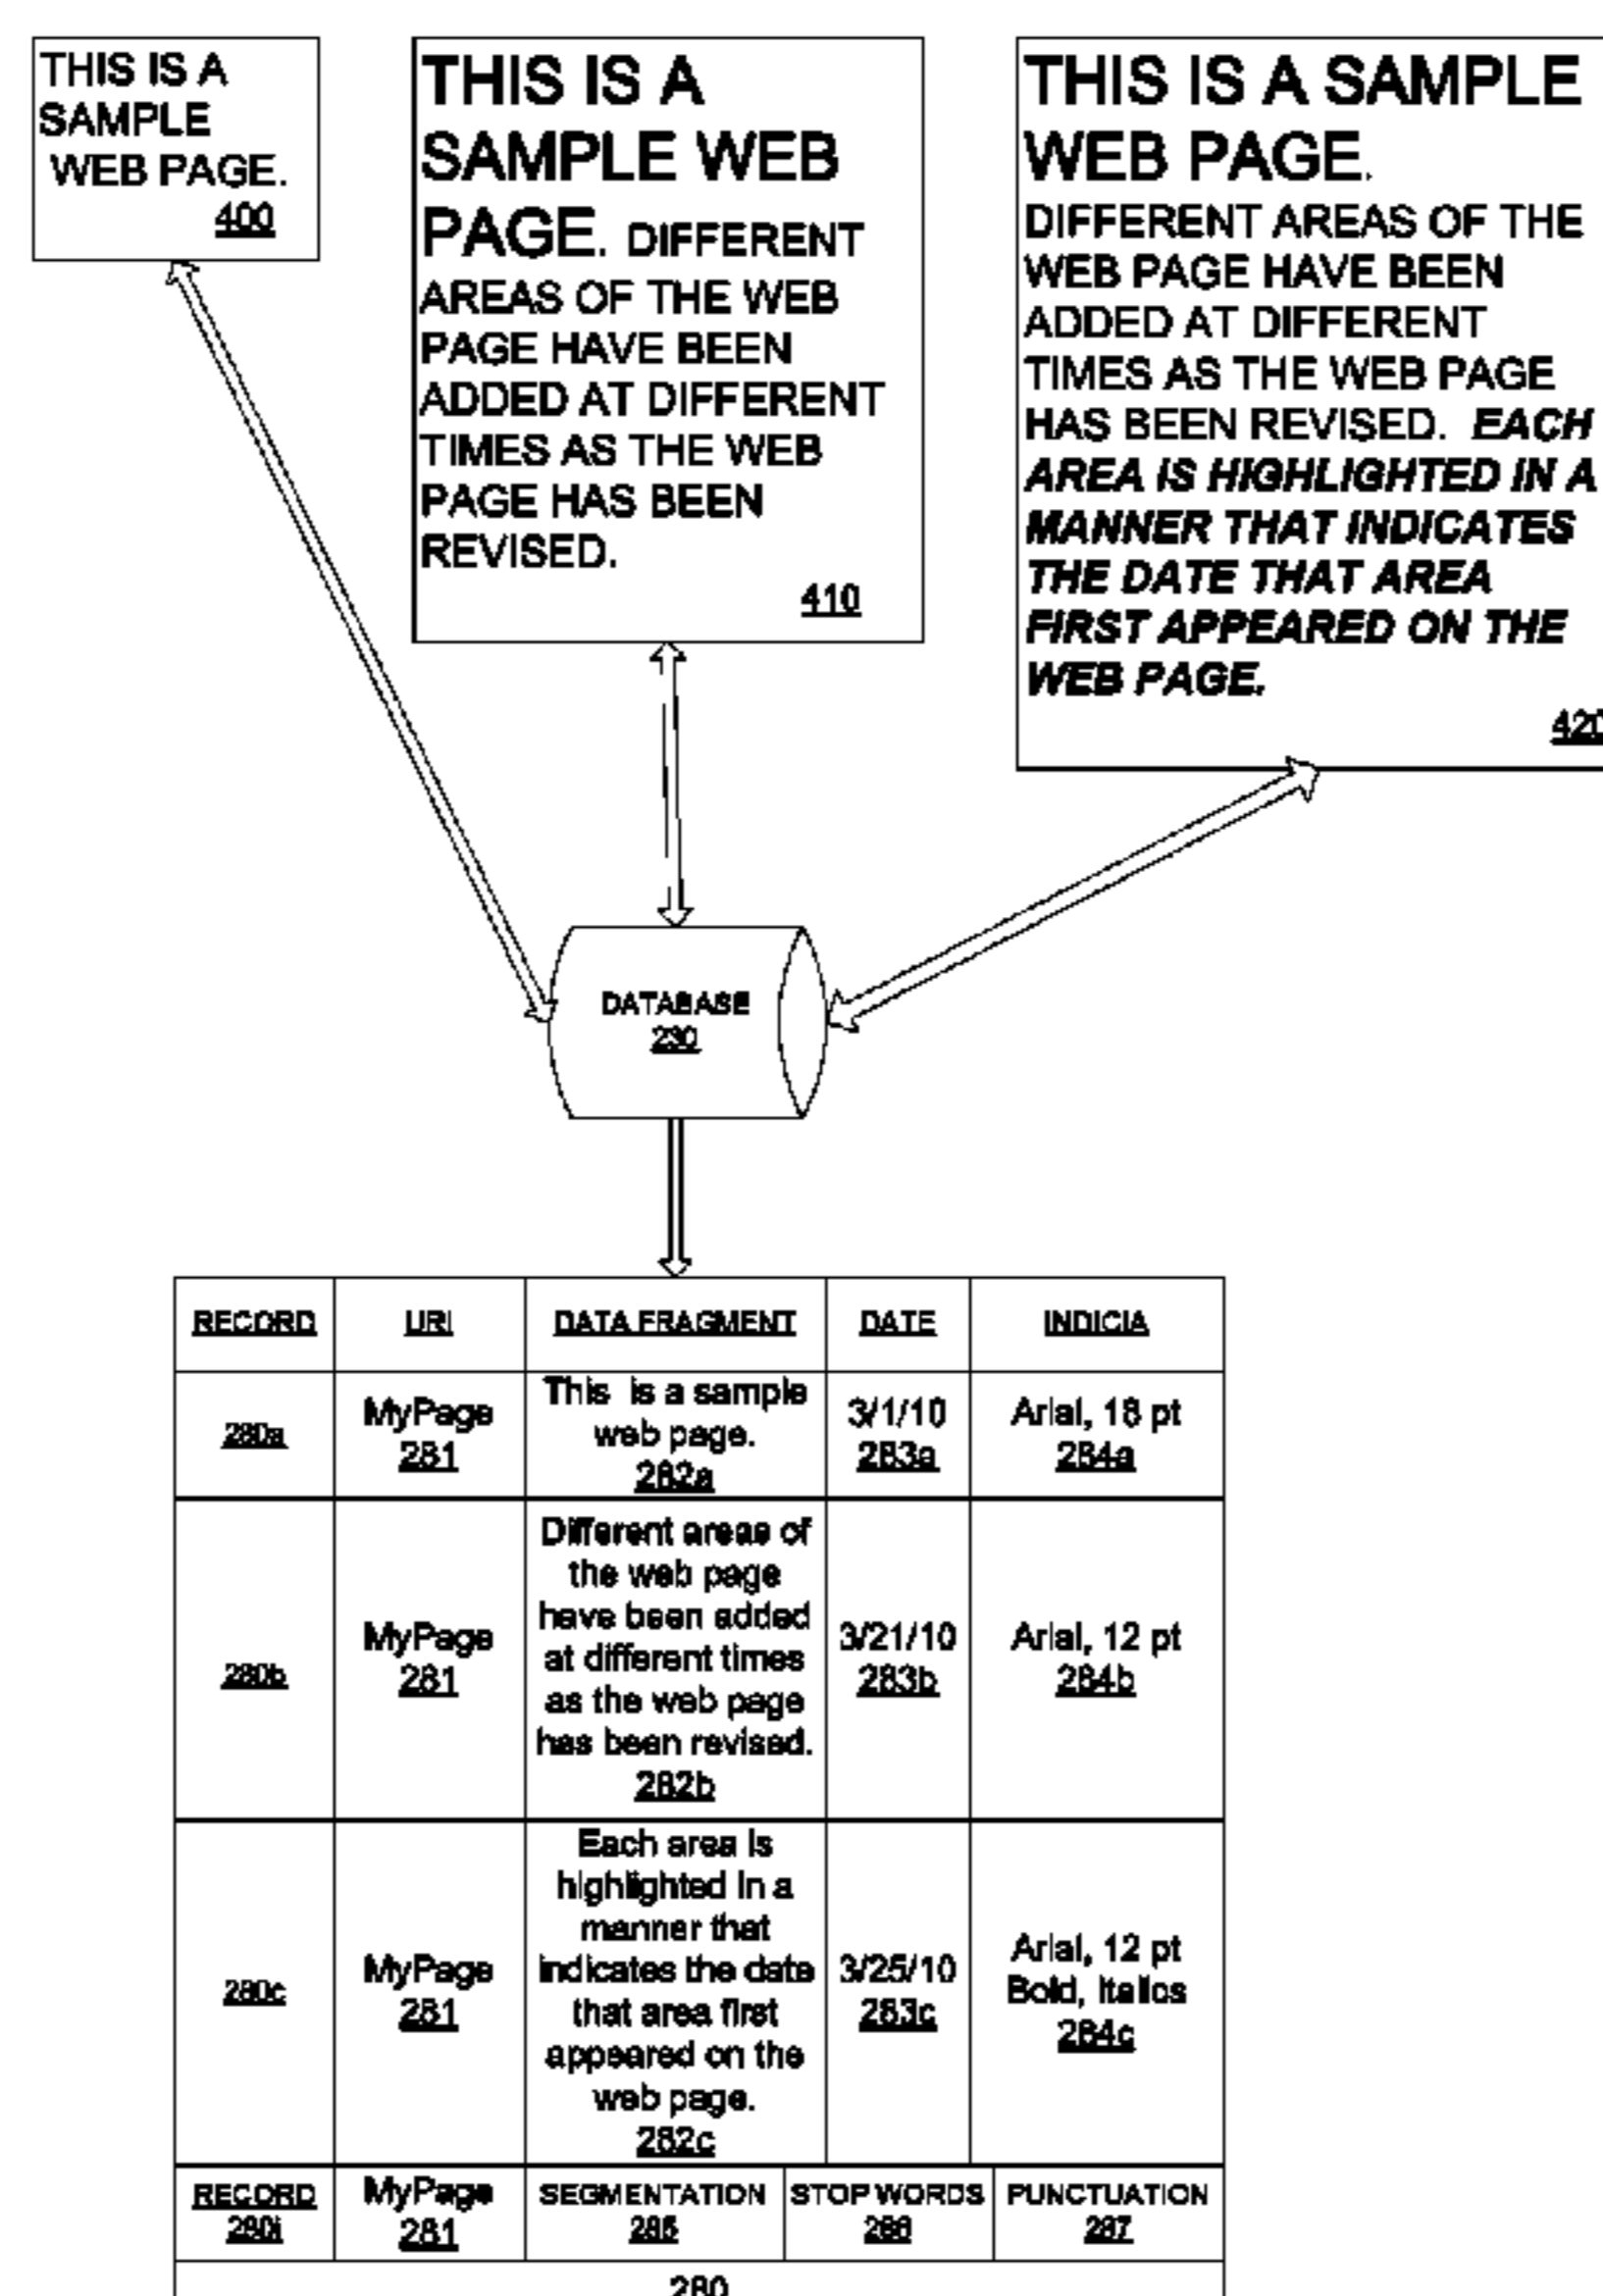 THIS IS A
SAMPLE
WEB PAGE.
400
THIS IS A
SAMPLE WEB
PAGE. DIFFERENT
AREAS OF THE WEB
PAGE HAVE BEEN
ADDED AT DIFFERENT
TIMES AS THE WEB
PAGE HAS BEEN
REVISED.
410
THIS IS A SAMPLE
WEB PAGE.
DIFFERENT AREAS OF THE
WEB PAGE HAVE BEEN
ADDED AT DIFFERENT
TIMES AS THE WEB PAGE
HAS BEEN REVISED. EACH
AREA IS HIGHLIGHTED IN A
MANNER THAT INDICATES
THE DATE THAT AREA
FIRST APPEARED ON THE
WEB PAGE.
420
DATABASE
230
RECORD URI DATA FRAGMENT DATE INDICIA
280a
MyPage
281
This is a sample
web page.
282a
3/1/10
283a
Arial, 18 pt
284a
280b
MyPage
281
Different areas of
the web page
have been added
at different times
as the web page
has been revised.
282b
3/21/10
283b
Arial, 12 pt
284b
280c
MyPage
281
Each area is
highlighted in a
manner that
indicates the date
that area first
appeared on the
web page.
282c
3/25/10
283c
Arial, 12 pt
Bold, Italics
284c
RECORD
280i
MyPage
281
SEGMENTATION
285
STOP WORDS
286
PUNCTUATION
287
280